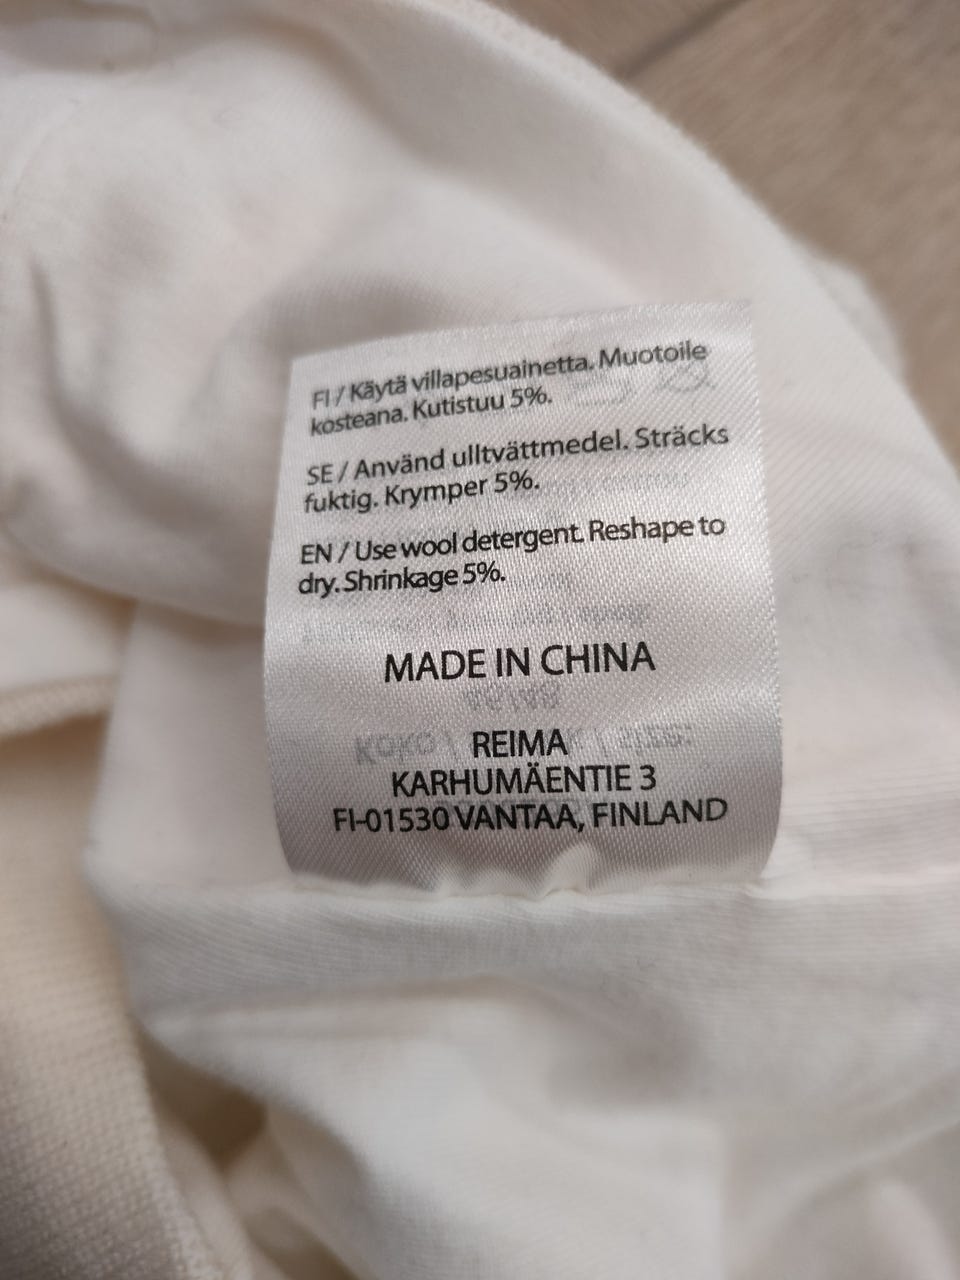 FI / Käytä villapesuainetta. Muotoile
kosteana. Kutistuu 5%.
SE / Använd ulltvättmedel. Sträcks
fuktig. Krymper 5%.
EN / Use wool detergent. Reshape to
dry. Shrinkage 5%.
MADE IN CHINA
REIMA
KARHUMÄENTIE 3
FI-01530 VANTAA, FINLAND